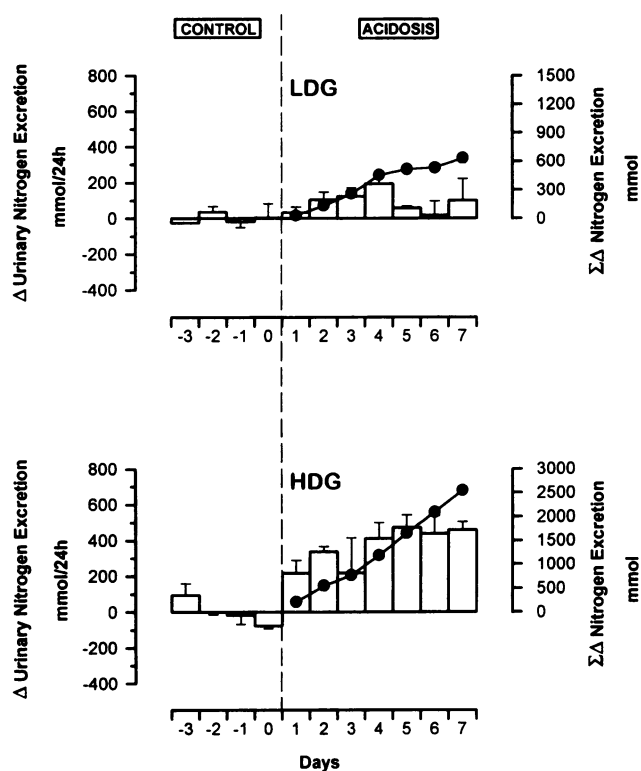 CONTROL
ACIDOSIS
LDG
Δ Urinary Nitrogen Excretion
mmol/24h
800
600
400
200
0
-200
-400
1500
1200
900
600
300
0
ΣΔ Nitrogen Excretion
mmol
-3 -2 -1 0 1 2 3 4 5 6 7
HDG
Δ Urinary Nitrogen Excretion
mmol/24h
800
600
400
200
0
-200
-400
3000
2500
2000
1500
1000
500
0
ΣΔ Nitrogen Excretion
mmol
-3 -2 -1 0 1 2 3 4 5 6 7
Days